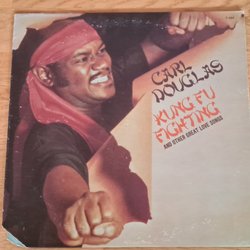 CARL
DOUGLAS
KUNG FU
FIGHTING
AND OTHER GREAT LOVE SONGS